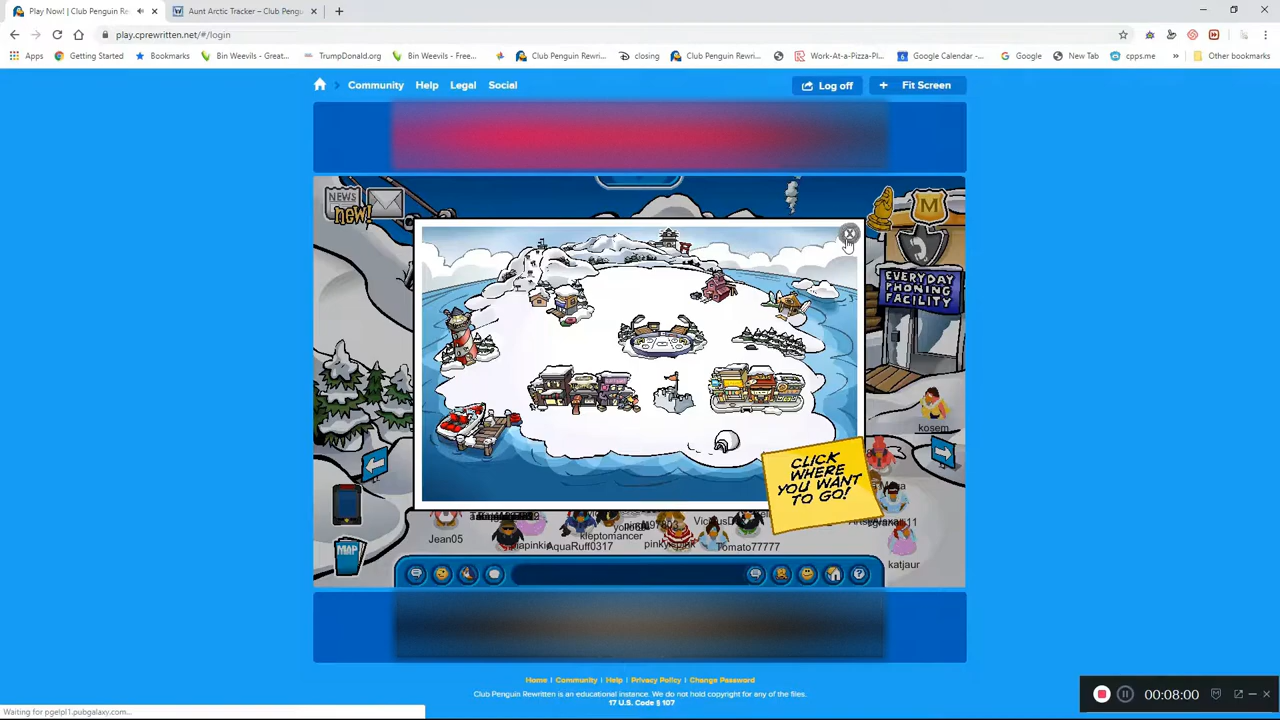 Play Now! | Club Penguin Re
Aunt Arctic Tracker – Club Pengu
play.cprewritten.net/#/login
Apps
Getting Started
Bookmarks
Bin Weevils - Great...
TrumpDonald.org
Bin Weevils - Free...
Club Penguin Rewri...
closing
Club Penguin Rewri...
Work-At-a-Pizza-Pl...
Google Calendar -...
Google
New Tab
cpps.me
Other bookmarks
Community
Help
Legal
Social
Log off
Fit Screen
NEWS
new!
M
EVERYDAY
PHONING
FACILITY
kosem
CLICK
WHERE
YOU WANT
TO GO!
Jean05
kleptomancer
AquaRuff0317
Tomato77777
katjaur
MAP
Home | Community | Help | Privacy Policy | Change Password
Club Penguin Rewritten is an educational instance. We do not hold copyright for any of the files.
17 U.S. Code § 107
Waiting for pgelpl1.pubgalaxy.com...
00:08:00